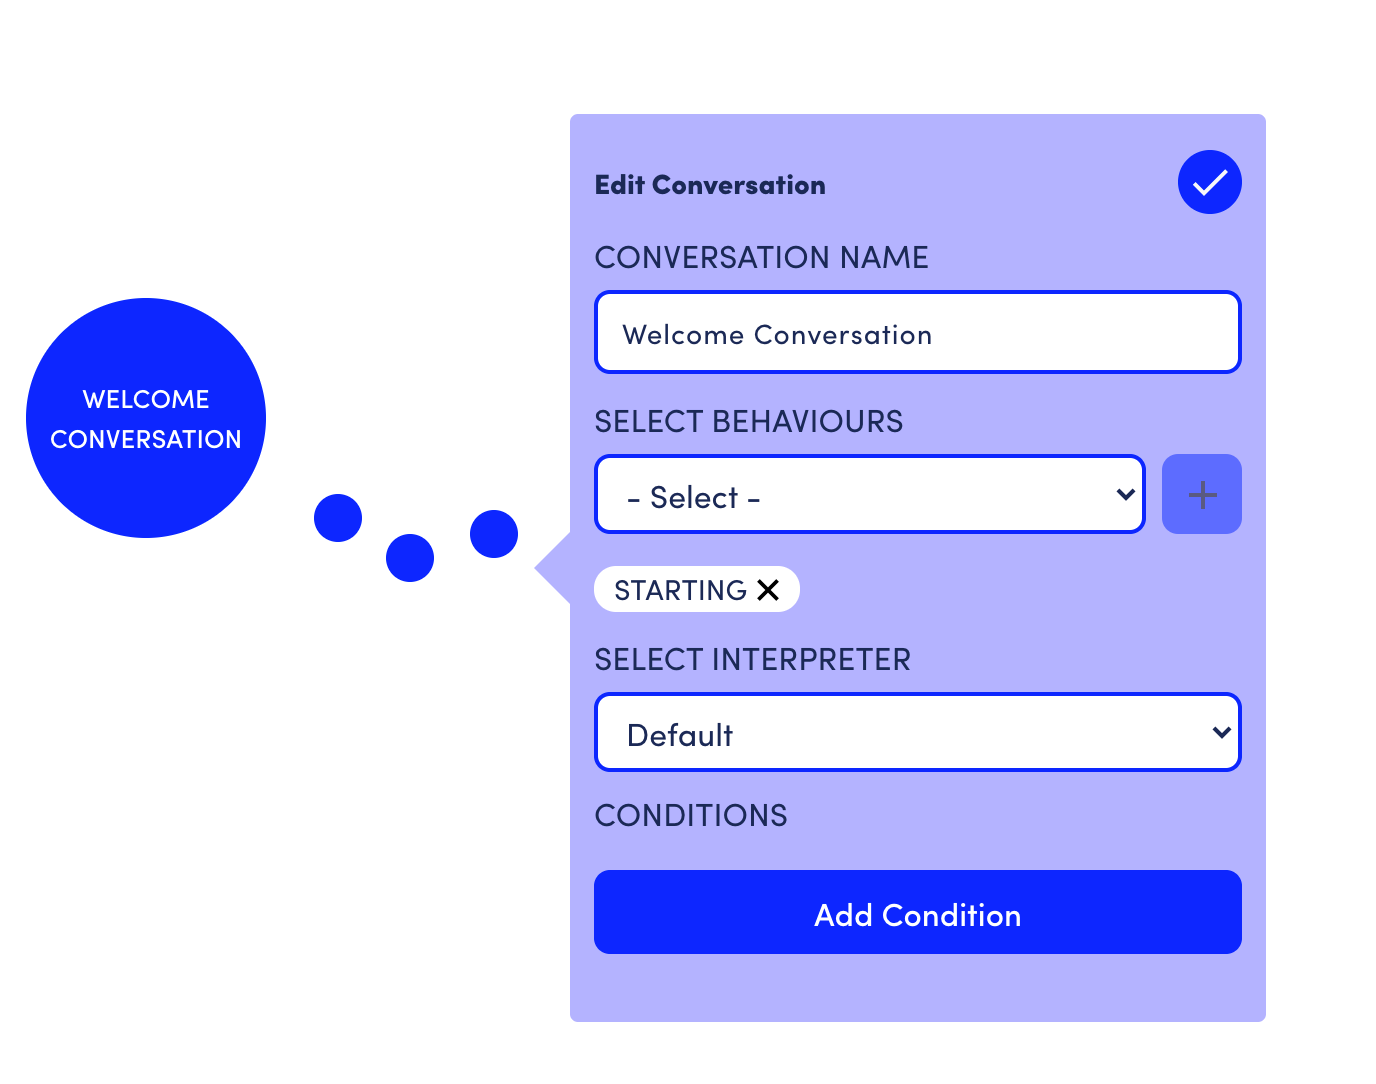 WELCOME
CONVERSATION
Edit Conversation
CONVERSATION NAME
Welcome Conversation
SELECT BEHAVIOURS
- Select -
STARTING
SELECT INTERPRETER
Default
CONDITIONS
Add Condition